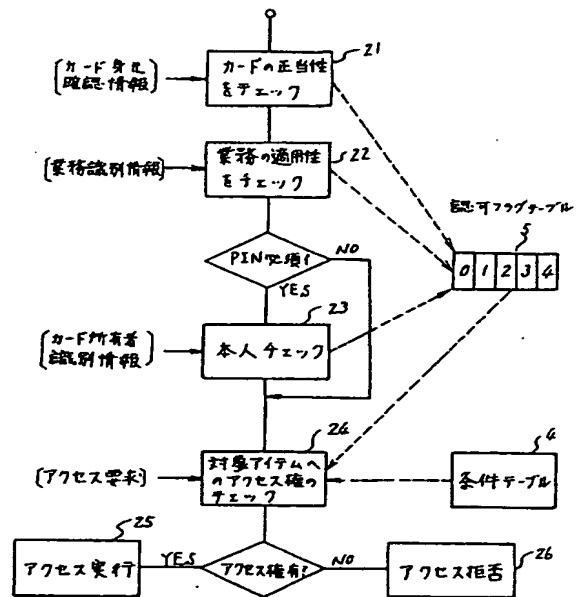 21
カードの正当性
をチェック
〔カード身元
確認情報〕
22
業務の適用性
をチェック
〔業務識別情報〕
認可フラグテーブル
5
0 1 2 3 4
PIN必須?
NO
YES
23
本人チェック
〔カード所有者
識別情報〕
24
対象アイテムへ
のアクセス権の
チェック
〔アクセス要求〕
4
条件テーブル
25
アクセス実行
YES
アクセス権有?
NO
26
アクセス拒否